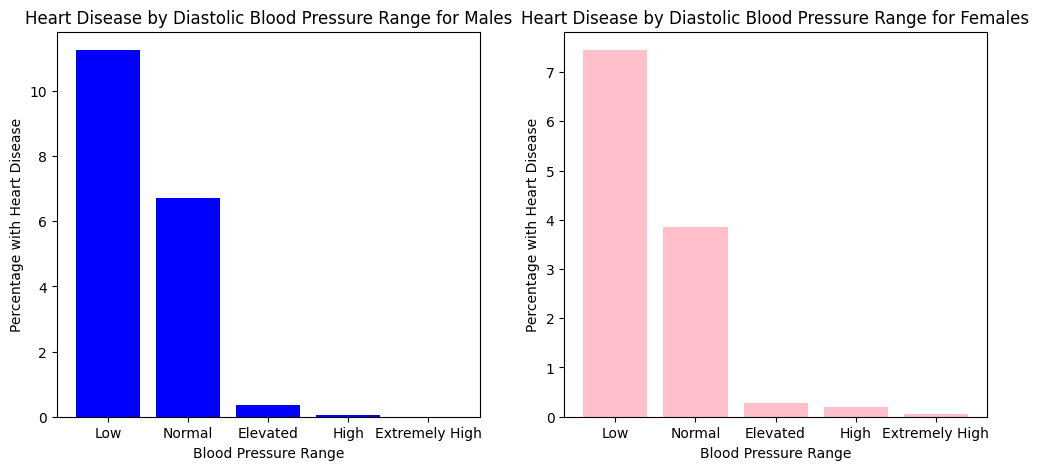 Heart Disease by Diastolic Blood Pressure Range for Males
Percentage with Heart Disease
10
8
6
4
2
0
Low Normal Elevated High Extremely High
Blood Pressure Range
Heart Disease by Diastolic Blood Pressure Range for Females
Percentage with Heart Disease
7
6
5
4
3
2
1
0
Low Normal Elevated High Extremely High
Blood Pressure Range